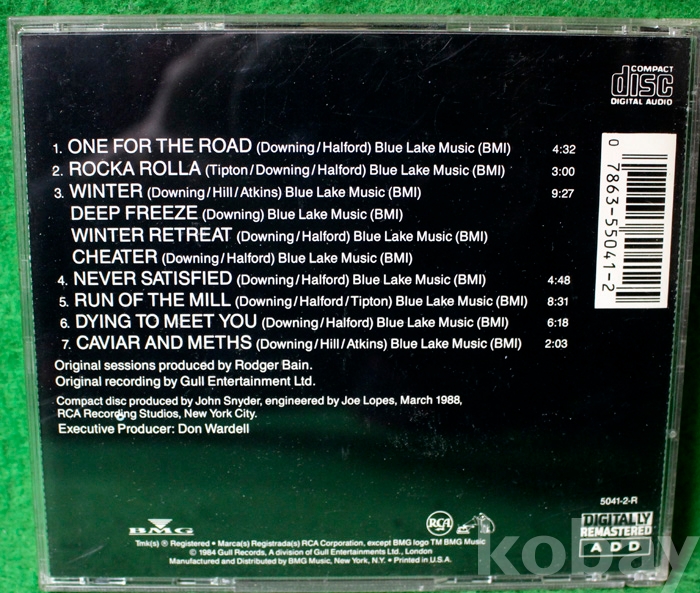 COMPACT
disc
DIGITAL AUDIO
1. ONE FOR THE ROAD (Downing/Halford) Blue Lake Music (BMI) 4:32
2. ROCKA ROLLA (Tipton/Downing/Halford) Blue Lake Music (BMI) 3:00
3. WINTER (Downing/Hill/Atkins) Blue Lake Music (BMI) 9:27
DEEP FREEZE (Downing) Blue Lake Music (BMI)
WINTER RETREAT (Downing/Halford) Blue Lake Music (BMI)
CHEATER (Downing/Halford) Blue Lake Music (BMI)
4. NEVER SATISFIED (Downing/Halford) Blue Lake Music (BMI) 4:48
5. RUN OF THE MILL (Downing/Halford/Tipton) Blue Lake Music (BMI) 8:31
6. DYING TO MEET YOU (Downing/Halford) Blue Lake Music (BMI) 6:18
7. CAVIAR AND METHS (Downing/Hill/Atkins) Blue Lake Music (BMI) 2:03
0 7863-55041-2
Original sessions produced by Rodger Bain.
Original recording by Gull Entertainment Ltd.
Compact disc produced by John Snyder, engineered by Joe Lopes, March 1988,
RCA Recording Studios, New York City.
Executive Producer: Don Wardell
5041-2-R
BMG
RCA
DIGITALLY
REMASTERED
ADD
Tmk(s) ® Registered • Marca(s) Registrada(s) RCA Corporation, except BMG logo TM BMG Music
© 1984 Gull Records, A division of Gull Entertainments Ltd., London
Manufactured and Distributed by BMG Music, New York, N.Y. • Printed in U.S.A.
kobay